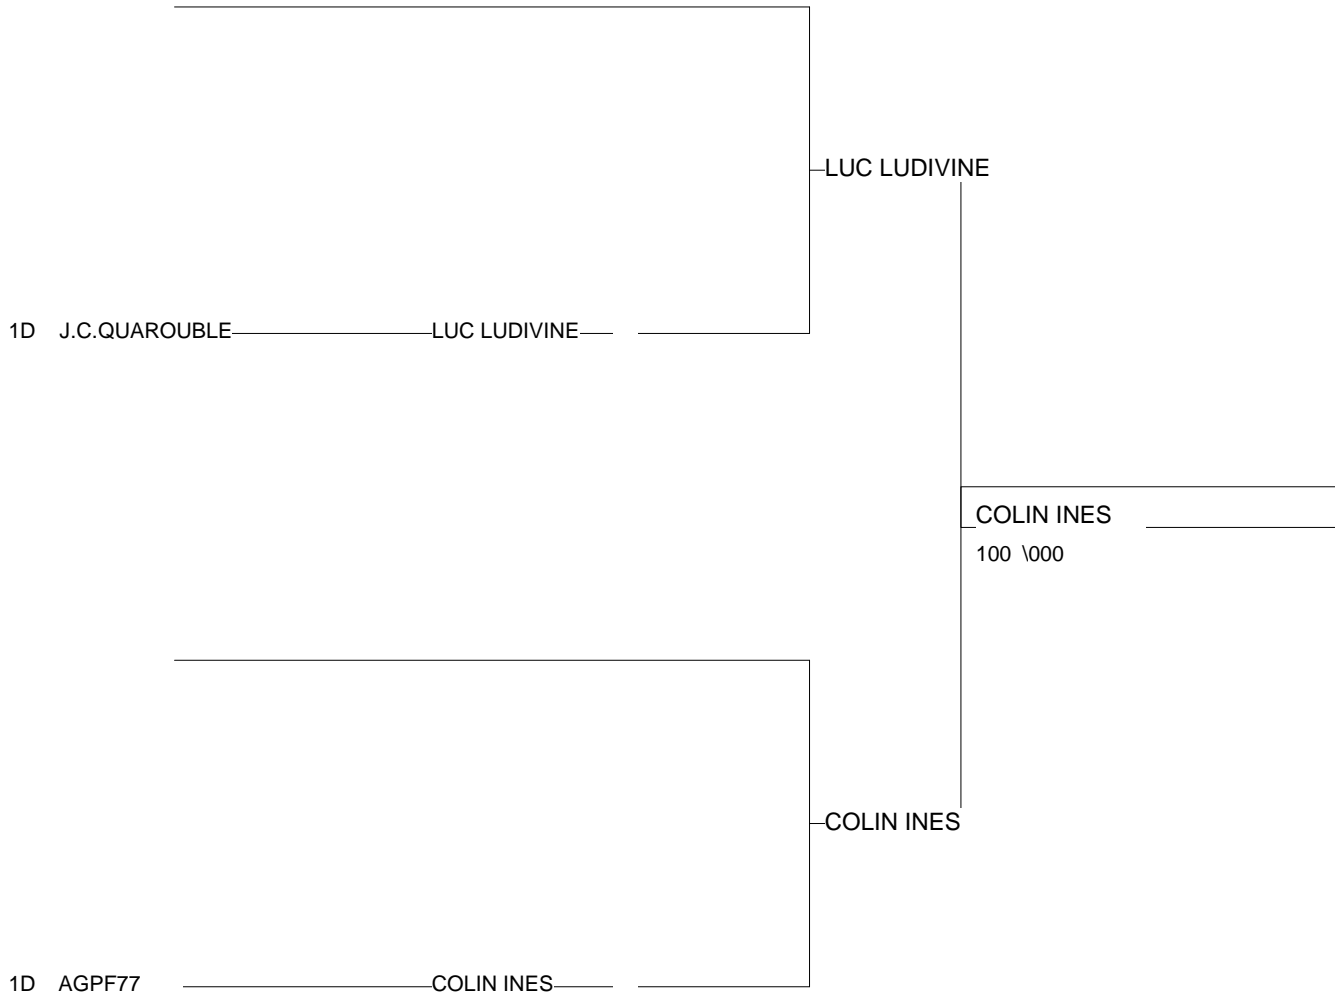 LUC LUDIVINE
1D J.C.QUAROUBLE LUC LUDIVINE
COLIN INES
100 \000
COLIN INES
1D AGPF77 COLIN INES